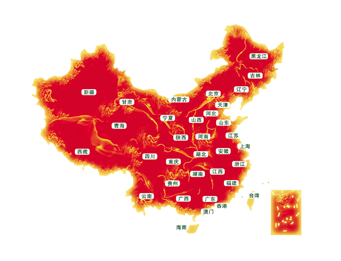 黑龙江
吉林
辽宁
新疆
北京
内蒙古
甘肃
天津
河北
宁夏
山西
山东
青海
河南
江苏
陕西
上海
安徽
西藏
湖北
四川
重庆
浙江
江西
湖南
贵州
福建
云南
广西
广东
台湾
香港
澳门
海南